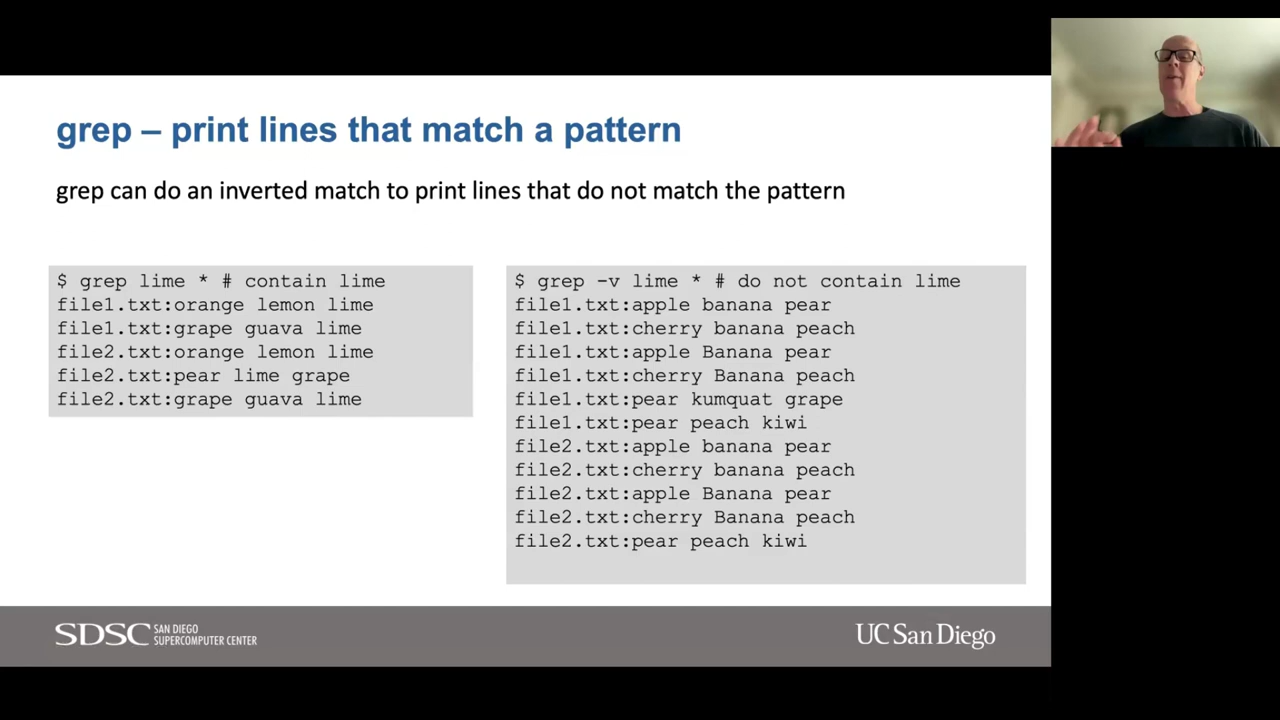 grep – print lines that match a pattern
grep can do an inverted match to print lines that do not match the pattern
$ grep lime * # contain lime
file1.txt:orange lemon lime
file1.txt:grape guava lime
file2.txt:orange lemon lime
file2.txt:pear lime grape
file2.txt:grape guava lime
$ grep -v lime * # do not contain lime
file1.txt:apple banana pear
file1.txt:cherry banana peach
file1.txt:apple Banana pear
file1.txt:cherry Banana peach
file1.txt:pear kumquat grape
file1.txt:pear peach kiwi
file2.txt:apple banana pear
file2.txt:cherry banana peach
file2.txt:apple Banana pear
file2.txt:cherry Banana peach
file2.txt:pear peach kiwi
SDSC SAN DIEGO
SUPERCOMPUTER CENTER
UC San Diego